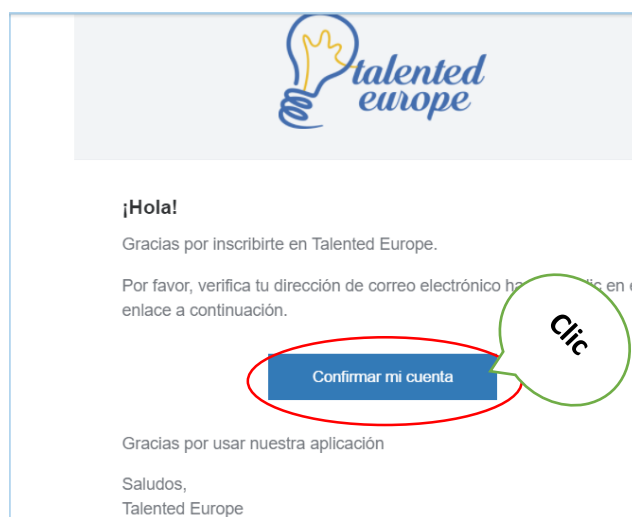 talented
europe
¡Hola!
Gracias por inscribirte en Talented Europe.
Por favor, verifica tu dirección de correo electrónico en
enlace a continuación.
Clic
Confirmar mi cuenta
Gracias por usar nuestra aplicación
Saludos,
Talented Europe